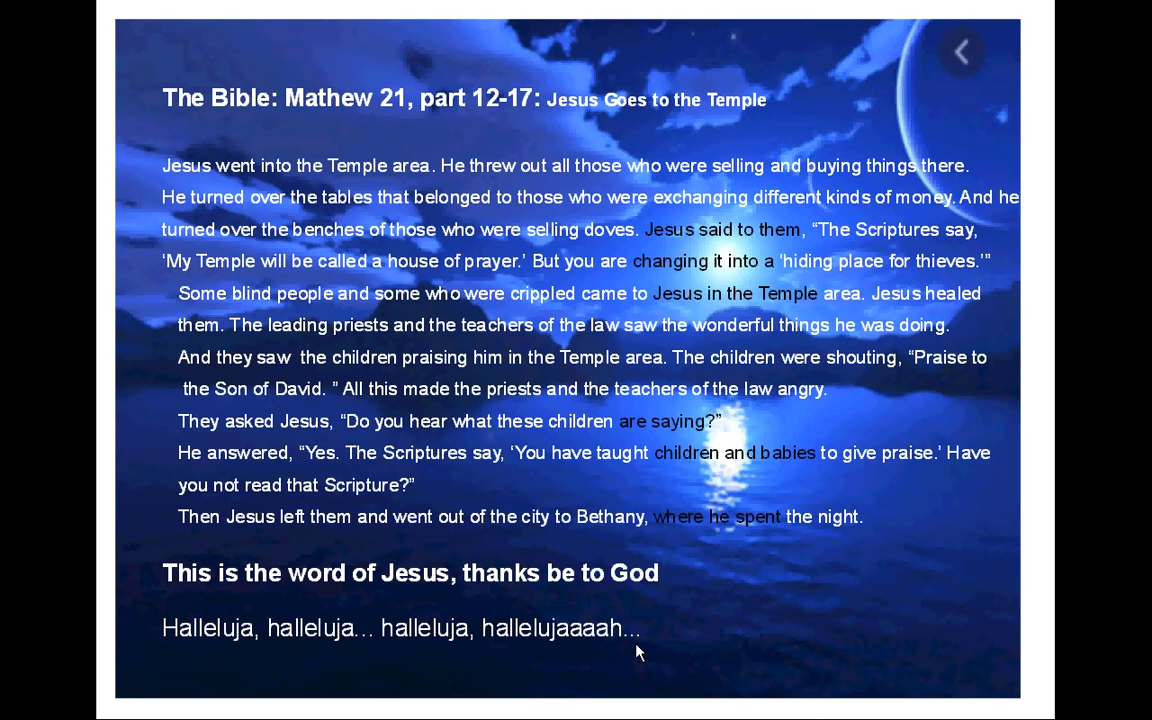 The Bible: Mathew 21, part 12-17: Jesus Goes to the Temple
Jesus went into the Temple area. He threw out all those who were selling and buying things there.
He turned over the tables that belonged to those who were exchanging different kinds of money. And he
turned over the benches of those who were selling doves. Jesus said to them, “The Scriptures say,
‘My Temple will be called a house of prayer.’ But you are changing it into a ‘hiding place for thieves.’”
Some blind people and some who were crippled came to Jesus in the Temple area. Jesus healed
them. The leading priests and the teachers of the law saw the wonderful things he was doing.
And they saw the children praising him in the Temple area. The children were shouting, “Praise to
the Son of David. ” All this made the priests and the teachers of the law angry.
They asked Jesus, “Do you hear what these children are saying?”
He answered, “Yes. The Scriptures say, ‘You have taught children and babies to give praise.’ Have
you not read that Scripture?”
Then Jesus left them and went out of the city to Bethany, where he spent the night.
This is the word of Jesus, thanks be to God
Halleluja, halleluja... halleluja, hallelujaaaah...